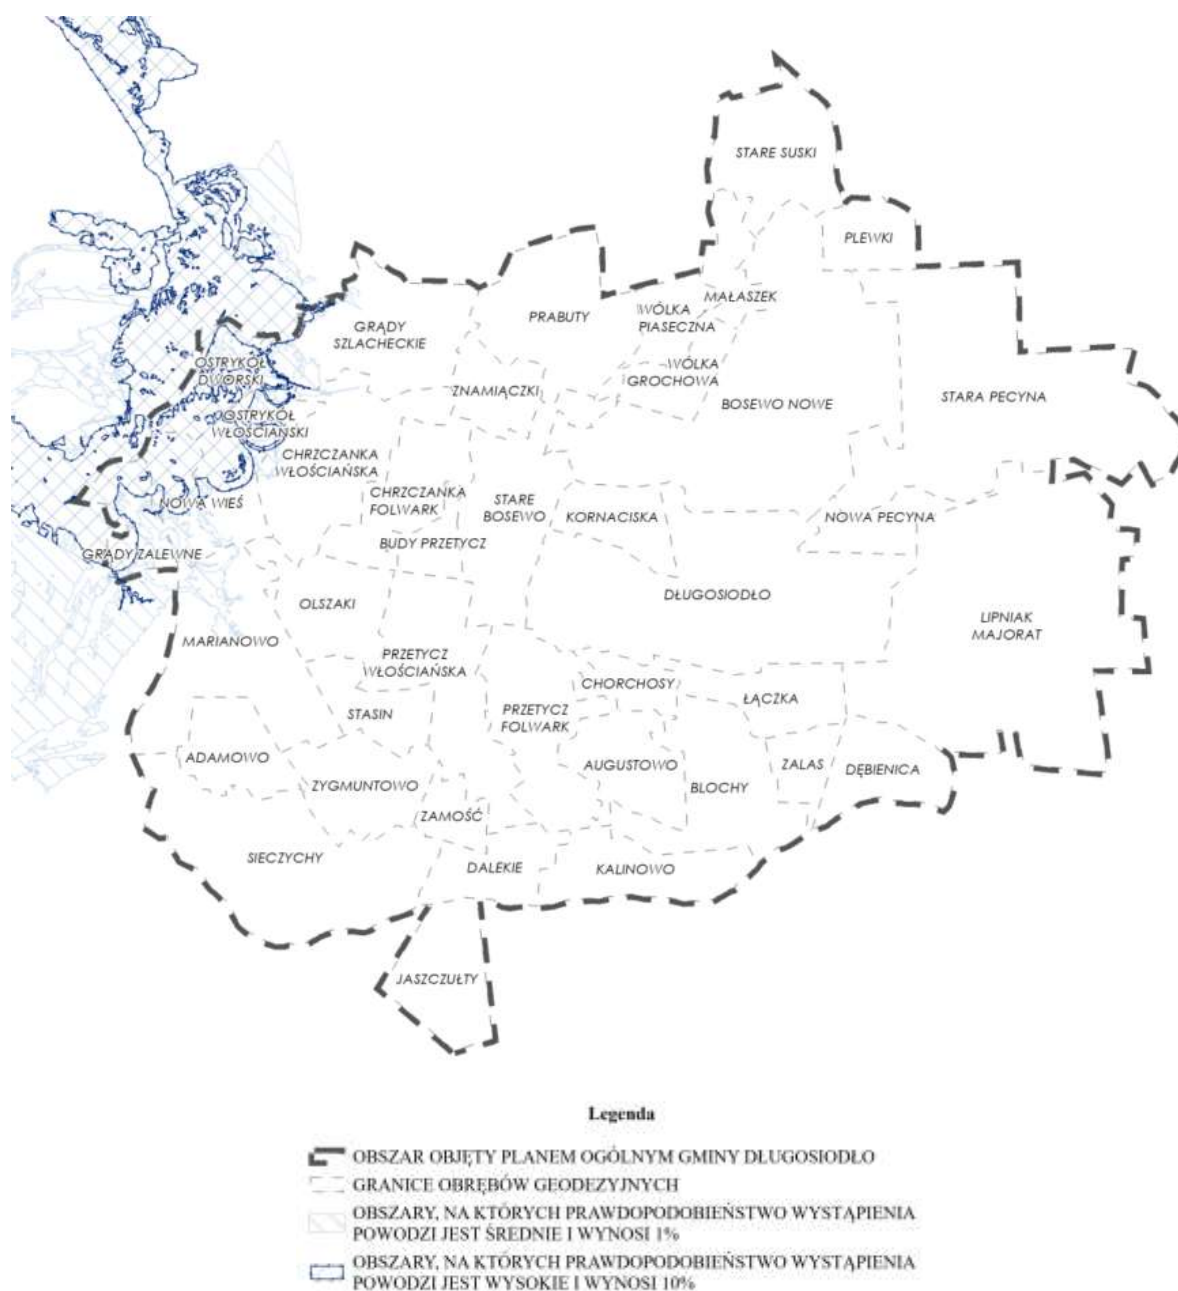 STARE SUSKI
PLEWKI
MAŁASZEK
WÓLKA
PIASECZNA
PRABUTY
GRĄDY
SZLACHECKIE
OSTRYKÓŁ
DWORSKI
WÓLKA
GROCHOWA
ZNAMIĄCZKI
BOSEWO NOWE
STARA PECYNA
OSTRYKÓŁ
WŁOŚCIAŃSKI
CHRZCZANKA
WŁOŚCIAŃSKA
CHRZCZANKA
FOLWARK
STARE
BOSEWO
NOWA WIEŚ
KORNACISKA
NOWA PECYNA
BUDY PRZETYCZ
GRĄDY ZALEWNE
OLSZAKI
DŁUGOSIODŁO
LIPNIAK
MAJORAT
MARIANOWO
PRZETYCZ
WŁOŚCIAŃSKA
CHORCHOSY
ŁĄCZKA
STASIN
PRZETYCZ
FOLWARK
ADAMOWO
AUGUSTOWO
ZALAS
DĘBIENICA
ZYGMUNTOWO
BLOCHY
ZAMOŚĆ
SIECZYCHY
DALEKIE
KALINOWO
JASZCZUŁTY
Legenda
OBSZAR OBJĘTY PLANEM OGÓLNYM GMINY DŁUGOSIODŁO
GRANICE OBRĘBÓW GEODEZYJNYCH
OBSZARY, NA KTÓRYCH PRAWDOPODOBIEŃSTWO WYSTĄPIENIA
POWODZI JEST ŚREDNIE I WYNOSI 1%
OBSZARY, NA KTÓRYCH PRAWDOPODOBIEŃSTWO WYSTĄPIENIA
POWODZI JEST WYSOKIE I WYNOSI 10%